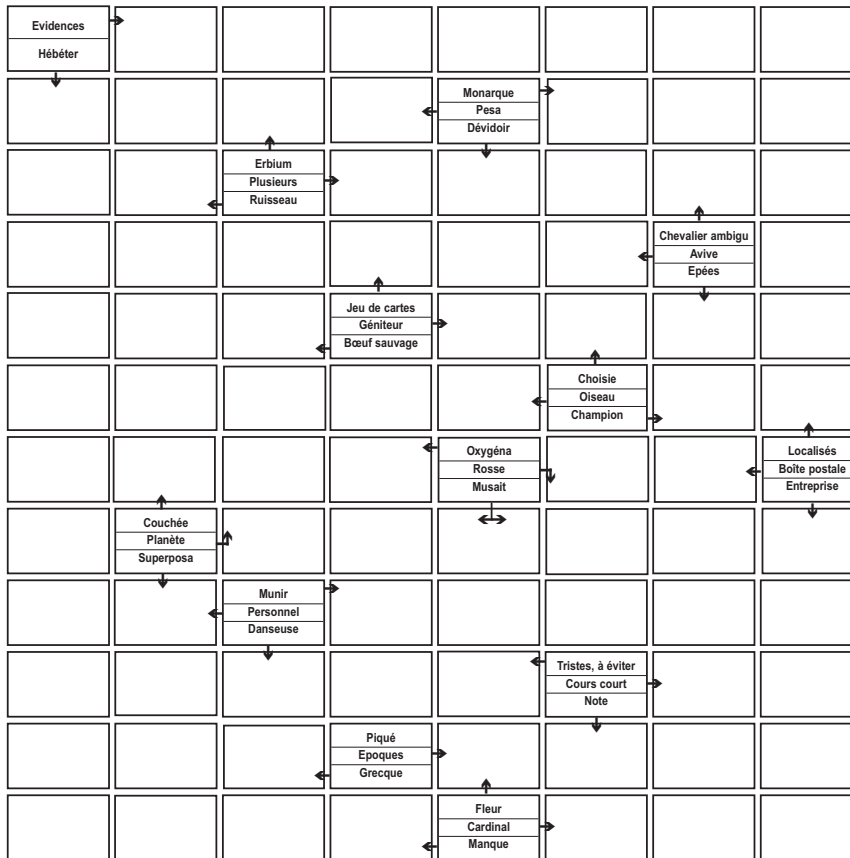 Evidences
Hébéter
Monarque
Pesa
Dévidoir
Erbium
Plusieurs
Ruisseau
Chevalier ambigu
Avive
Epées
Jeu de cartes
Géniteur
Bœuf sauvage
Choisie
Oiseau
Champion
Oxygéna
Rosse
Musait
Localisés
Boîte postale
Entreprise
Couchée
Planète
Superposa
Munir
Personnel
Danseuse
Tristes, à éviter
Cours court
Note
Piqué
Epoques
Grecque
Fleur
Cardinal
Manque